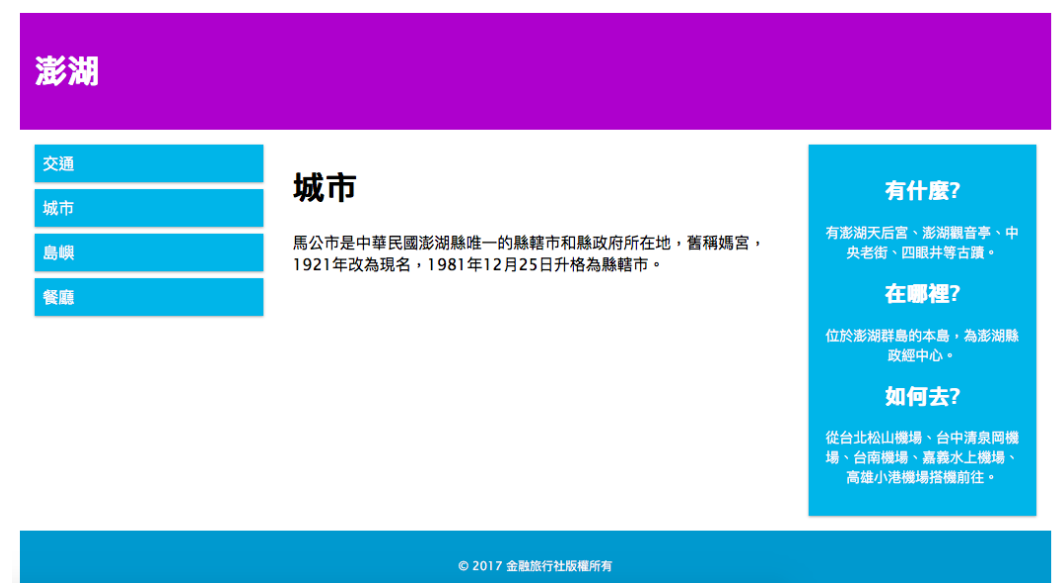 澎湖
交通
城市
島嶼
餐廳
城市
馬公市是中華民國澎湖縣唯一的縣轄市和縣政府所在地，舊稱媽宮，
1921年改為現名，1981年12月25日升格為縣轄市。
有什麼?
有澎湖天后宮、澎湖觀音亭、中
央老街、四眼井等古蹟。
在哪裡?
位於澎湖群島的本島，為澎湖縣
政經中心。
如何去?
從台北松山機場、台中清泉岡機
場、台南機場、嘉義水上機場、
高雄小港機場搭機前往。
© 2017 金融旅行社版權所有